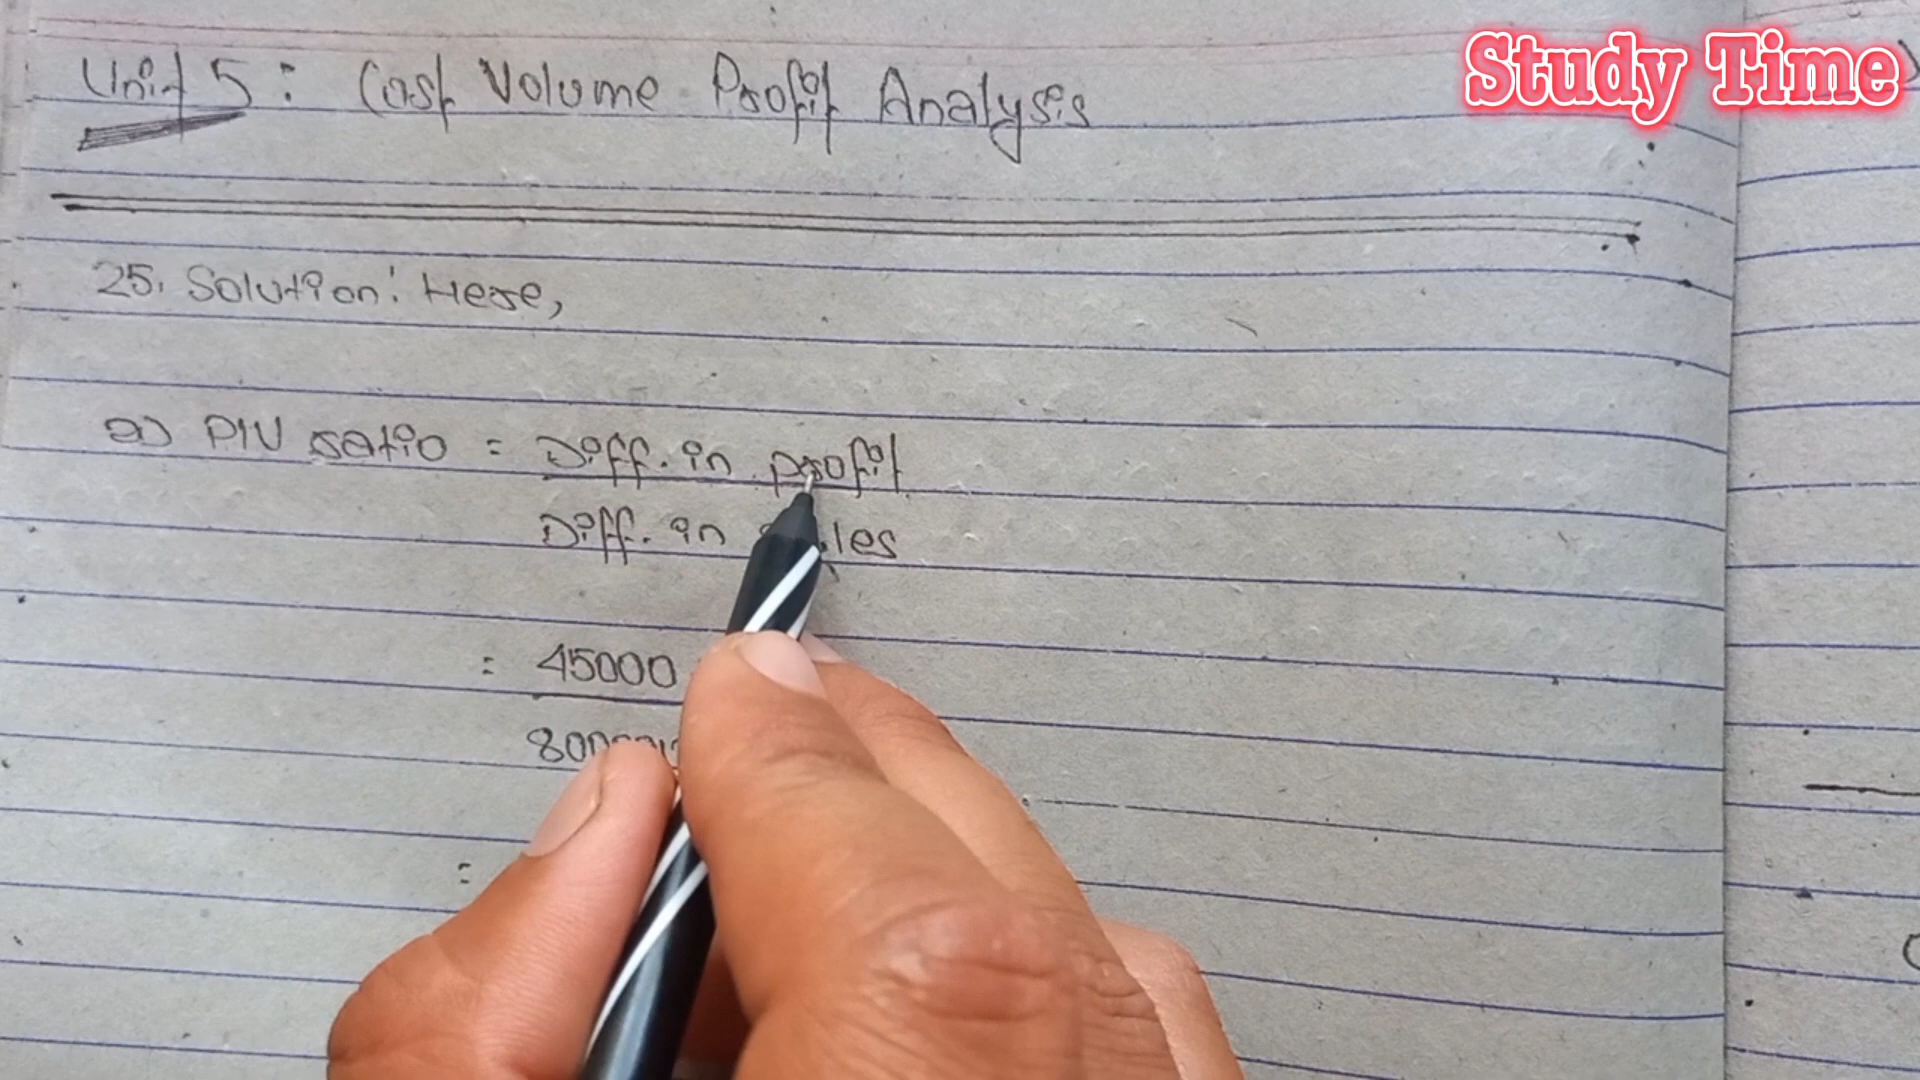 Study Time
Unit 5: Cost Volume Profit Analysis
25. Solution: Here,
a) P/V ratio = Diff. in profit
Diff. in
= 45000
=